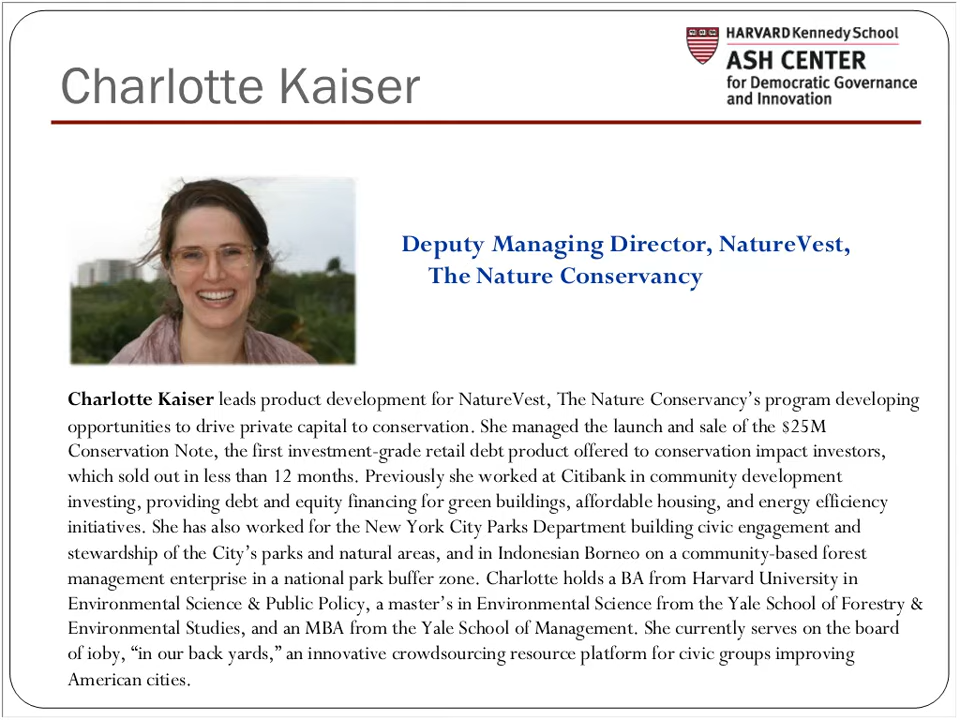 Charlotte Kaiser
HARVARD Kennedy School
ASH CENTER
for Democratic Governance
and Innovation
Deputy Managing Director, NatureVest,
The Nature Conservancy
Charlotte Kaiser leads product development for NatureVest, The Nature Conservancy’s program developing
opportunities to drive private capital to conservation. She managed the launch and sale of the $25M
Conservation Note, the first investment-grade retail debt product offered to conservation impact investors,
which sold out in less than 12 months. Previously she worked at Citibank in community development
investing, providing debt and equity financing for green buildings, affordable housing, and energy efficiency
initiatives. She has also worked for the New York City Parks Department building civic engagement and
stewardship of the City’s parks and natural areas, and in Indonesian Borneo on a community-based forest
management enterprise in a national park buffer zone. Charlotte holds a BA from Harvard University in
Environmental Science & Public Policy, a master’s in Environmental Science from the Yale School of Forestry &
Environmental Studies, and an MBA from the Yale School of Management. She currently serves on the board
of ioby, “in our back yards,” an innovative crowdsourcing resource platform for civic groups improving
American cities.